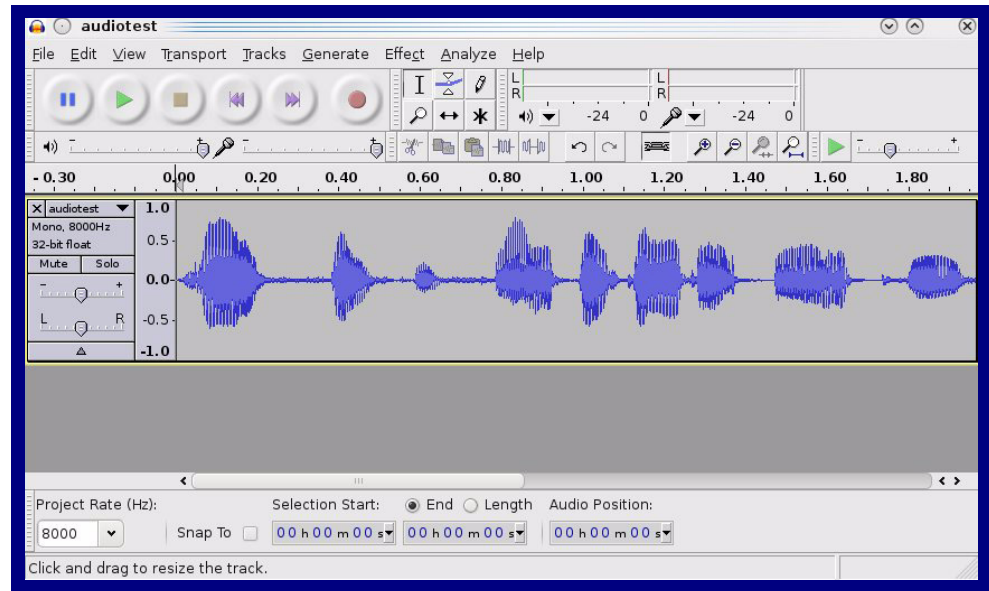 audiotest
File Edit View Transport Tracks Generate Effect Analyze Help
L L
R R
-24 0 -24 0
- +
- 0.30 0.00 0.20 0.40 0.60 0.80 1.00 1.20 1.40 1.60 1.80
X audiotest 1.0
Mono, 8000Hz
32-bit float 0.5
Mute Solo
- + 0.0
L R -0.5
-1.0
Project Rate (Hz): Selection Start: End Length Audio Position:
8000 Snap To 00 h 00 m 00 s 00 h 00 m 00 s 00 h 00 m 00 s
Click and drag to resize the track.